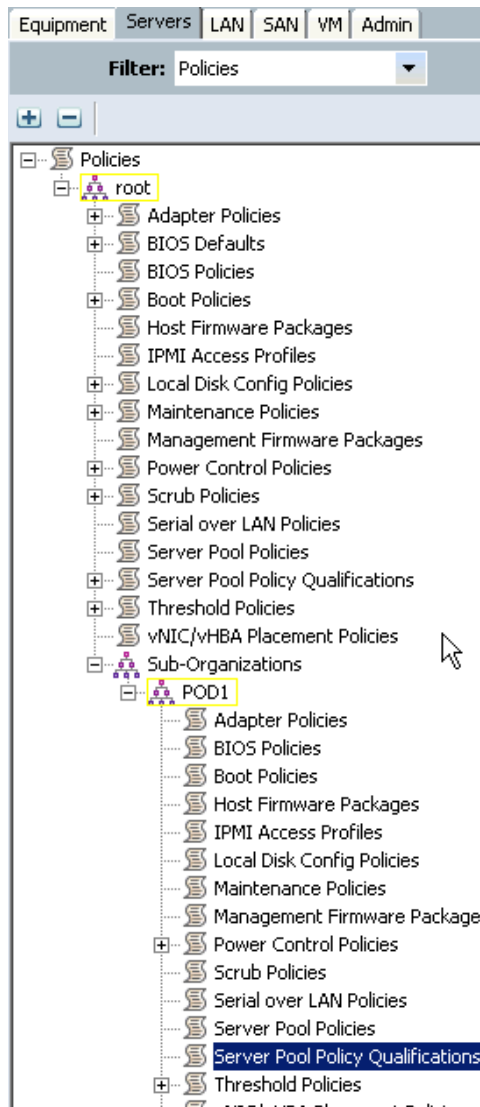 Equipment Servers LAN SAN VM Admin
Filter: Policies
Policies
root
Adapter Policies
BIOS Defaults
BIOS Policies
Boot Policies
Host Firmware Packages
IPMI Access Profiles
Local Disk Config Policies
Maintenance Policies
Management Firmware Packages
Power Control Policies
Scrub Policies
Serial over LAN Policies
Server Pool Policies
Server Pool Policy Qualifications
Threshold Policies
vNIC/vHBA Placement Policies
Sub-Organizations
POD1
Adapter Policies
BIOS Policies
Boot Policies
Host Firmware Packages
IPMI Access Profiles
Local Disk Config Policies
Maintenance Policies
Management Firmware Package
Power Control Policies
Scrub Policies
Serial over LAN Policies
Server Pool Policies
Server Pool Policy Qualifications
Threshold Policies